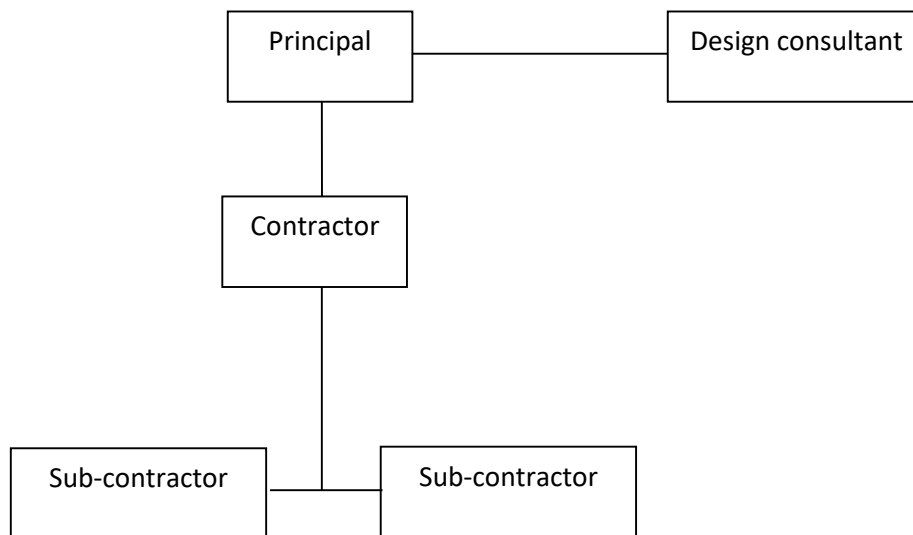 Principal
Design consultant
Contractor
Sub-contractor
Sub-contractor